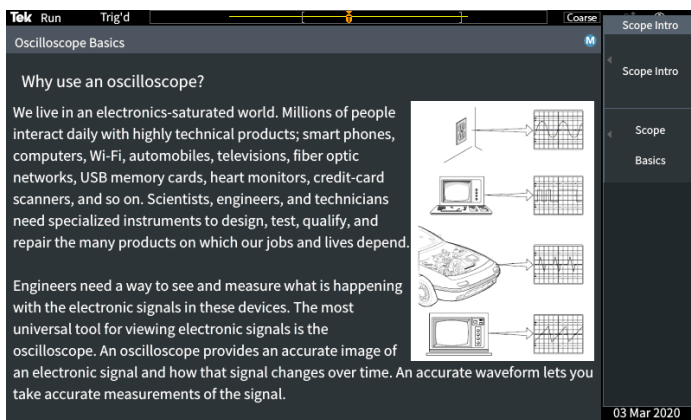 Tek Run Trig'd Coarse
Scope Intro
Oscilloscope Basics M
Scope Intro
Why use an oscilloscope?
We live in an electronics-saturated world. Millions of people
interact daily with highly technical products; smart phones,
computers, Wi-Fi, automobiles, televisions, fiber optic
networks, USB memory cards, heart monitors, credit-card
scanners, and so on. Scientists, engineers, and technicians
need specialized instruments to design, test, qualify, and
repair the many products on which our jobs and lives depend.
Engineers need a way to see and measure what is happening
with the electronic signals in these devices. The most
universal tool for viewing electronic signals is the
oscilloscope. An oscilloscope provides an accurate image of
an electronic signal and how that signal changes over time. An accurate waveform lets you
take accurate measurements of the signal.
Scope
Basics
03 Mar 2020